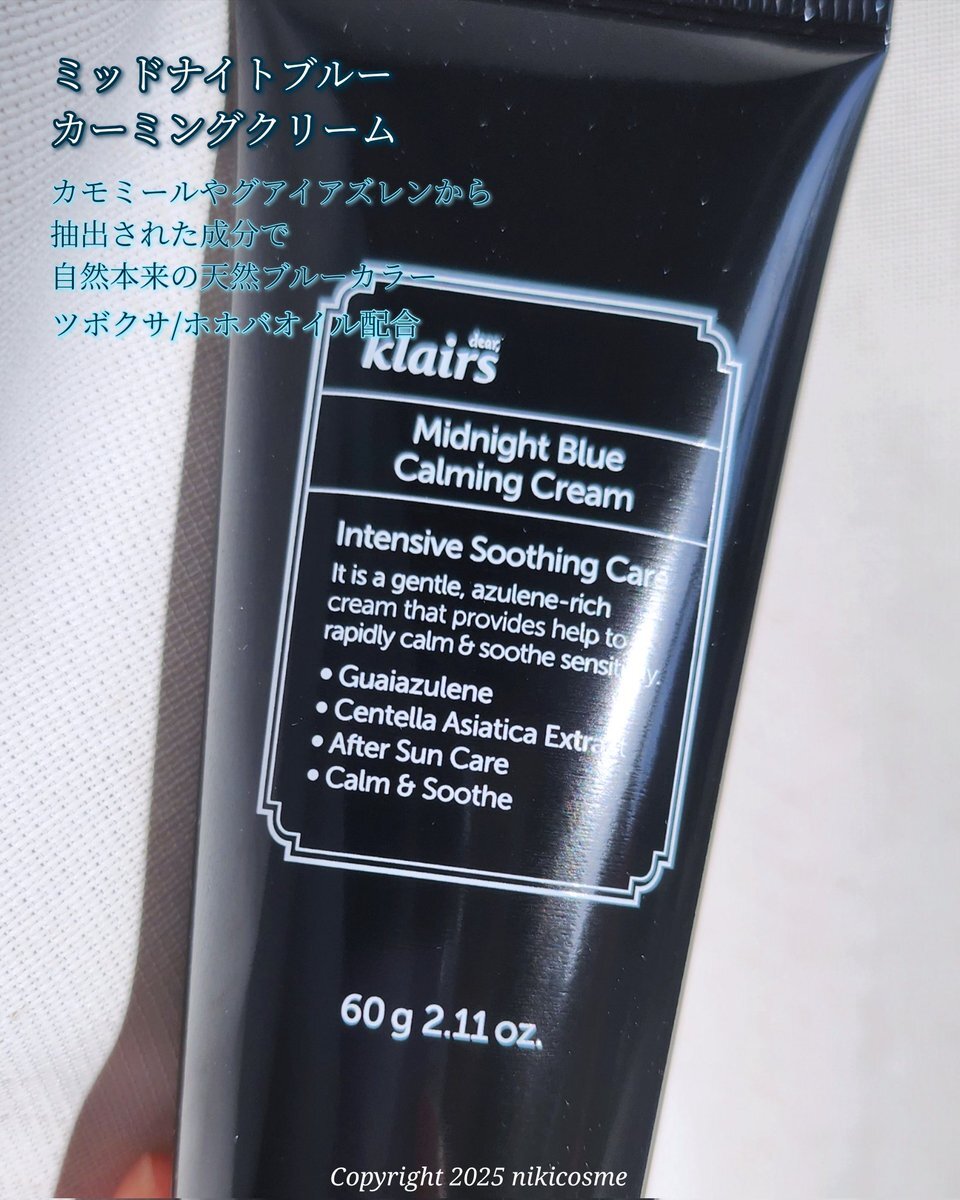 ミッドナイトブルー
カーミングクリーム
カモミールやグアイアズレンから
抽出された成分で
自然本来の天然ブルーカラー
ツボクサ/ホホバオイル配合
dear,
klairs
Midnight Blue
Calming Cream
Intensive Soothing Care
It is a gentle, azulene-rich
cream that provides help to
rapidly calm & soothe
• Guaiazulene
• Centella Asiatica Extract
• After Sun Care
• Calm & Soothe
60 g 2.11 oz.
Copyright 2025 nikicosme